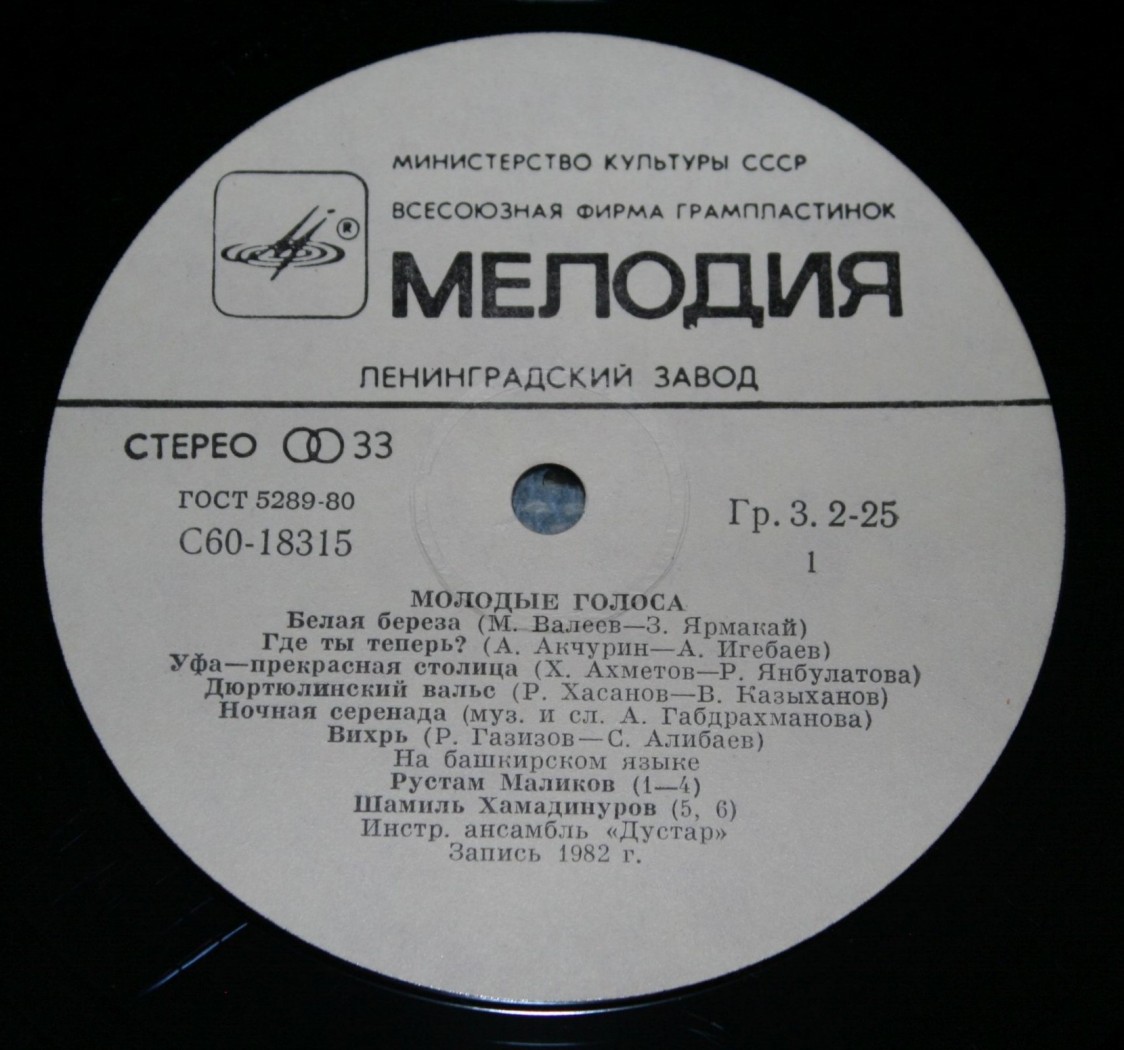 МИНИСТЕРСТВО КУЛЬТУРЫ СССР
ВСЕСОЮЗНАЯ ФИРМА ГРАМПЛАСТИНОК
®
МЕЛОДИЯ
ЛЕНИНГРАДСКИЙ ЗАВОД
СТЕРЕО 33
ГОСТ 5289-80
С60-18315
Гр. 3. 2-25
1
МОЛОДЫЕ ГОЛОСА
Белая береза (М. Валеев—З. Ярмакай)
Где ты теперь? (А. Акчурин—А. Игебаев)
Уфа—прекрасная столица (Х. Ахметов—Р. Янбулатова)
Дюртюлинский вальс (Р. Хасанов—В. Казыханов)
Ночная серенада (муз. и сл. А. Габдрахманова)
Вихрь (Р. Газизов—С. Алибаев)
На башкирском языке
Рустам Маликов (1—4)
Шамиль Хамадинуров (5, 6)
Инстр. ансамбль «Дустар»
Запись 1982 г.